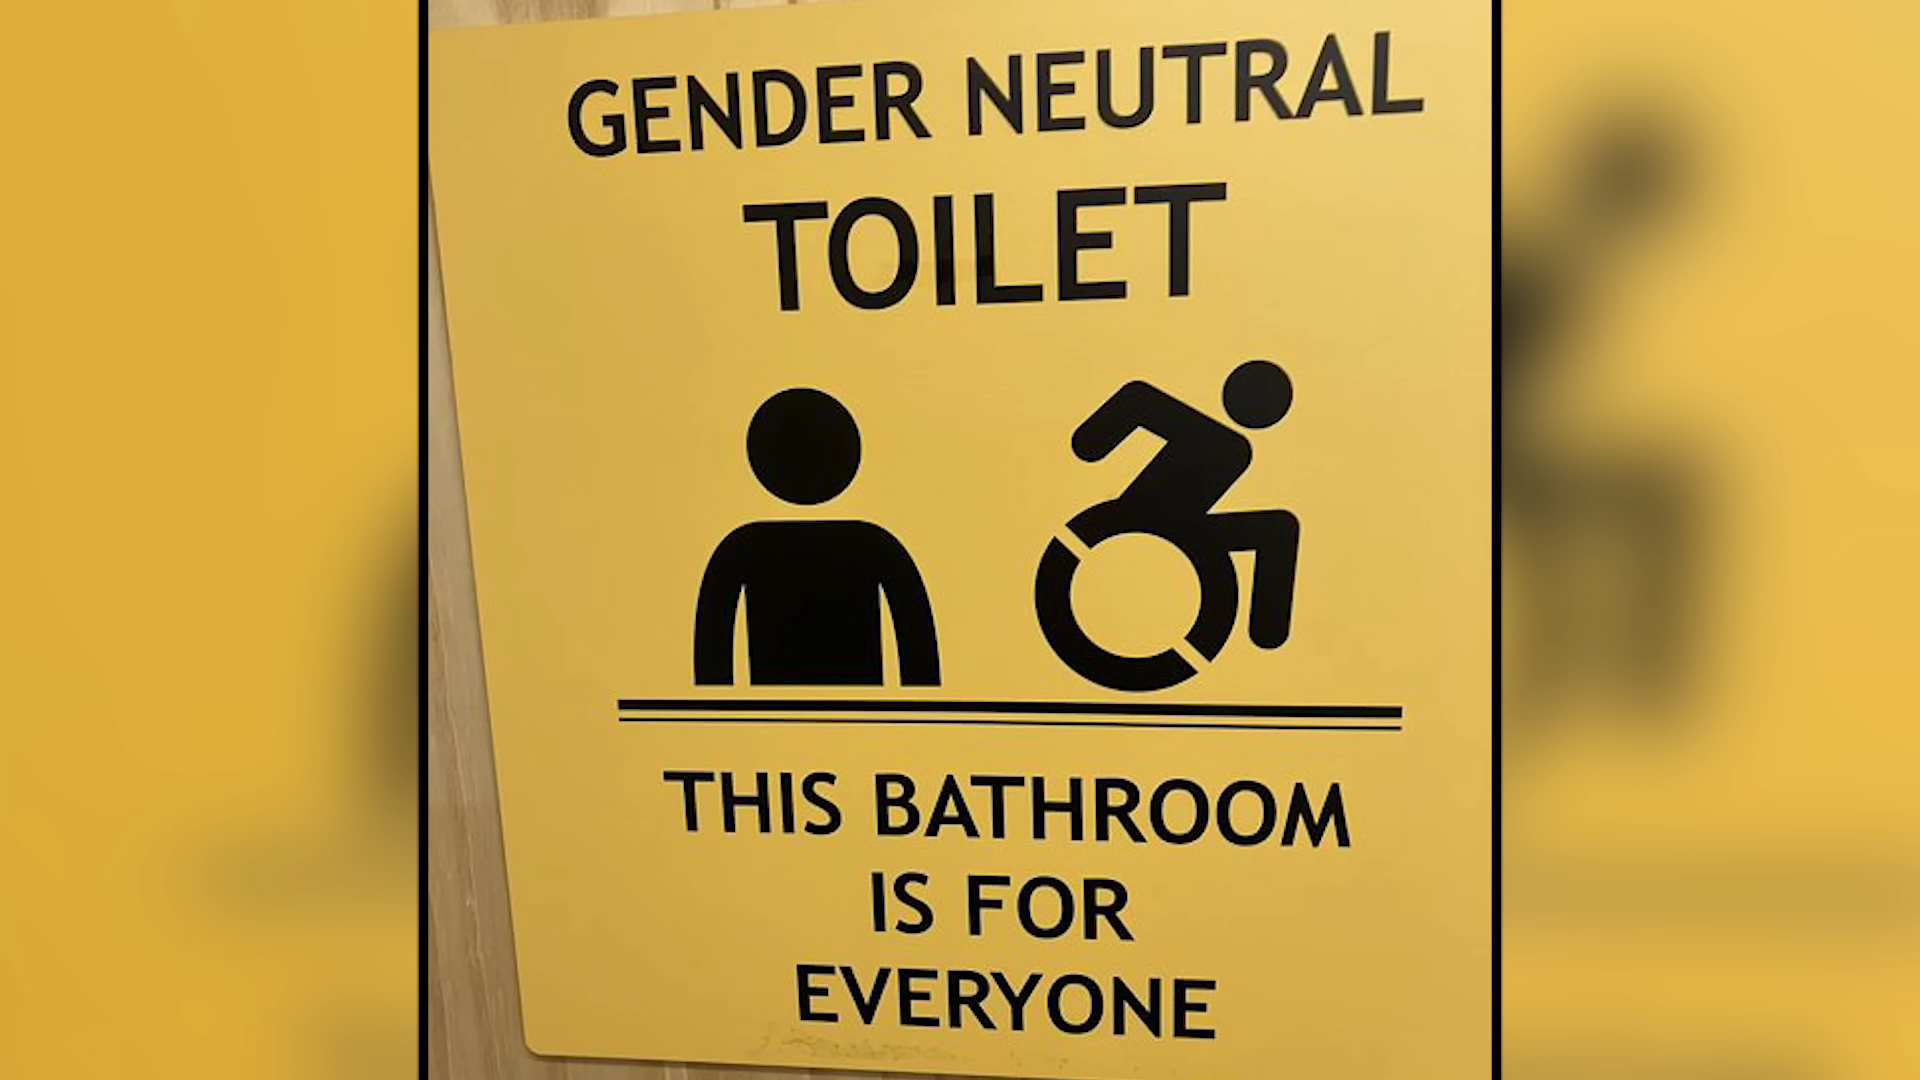 GENDER NEUTRAL
TOILET
THIS BATHROOM
IS FOR
EVERYONE